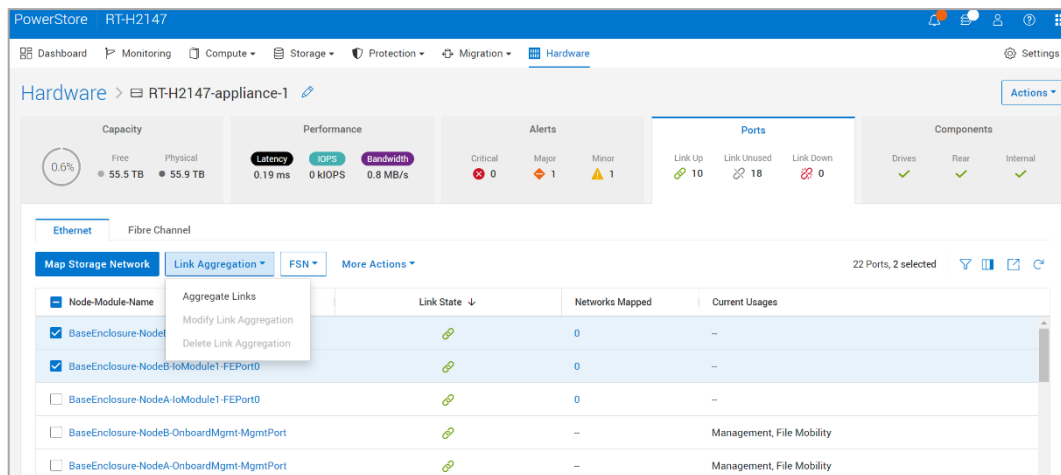 PowerStore RT-H2147
Dashboard Monitoring Compute Storage Protection Migration Hardware Settings
Hardware > RT-H2147-appliance-1 Actions
Capacity Performance Alerts Ports Components
Free Physical Latency IOPS Bandwidth Critical Major Minor Link Up Link Unused Link Down Drives Rear Internal
0.6% 55.5 TB 55.9 TB 0.19 ms 0 kIOPS 0.8 MB/s 0 1 1 10 18 0
Ethernet Fibre Channel
Map Storage Network Link Aggregation FSN More Actions 22 Ports, 2 selected
Node-Module-Name Link State ↓ Networks Mapped Current Usages
Aggregate Links
Modify Link Aggregation
Delete Link Aggregation
BaseEnclosure-Node 0 --
BaseEnclosure-NodeB-IoModule1-FEPort0 0 --
BaseEnclosure-NodeA-IoModule1-FEPort0 0 --
BaseEnclosure-NodeB-OnboardMgmt-MgmtPort -- Management, File Mobility
BaseEnclosure-NodeA-OnboardMgmt-MgmtPort -- Management, File Mobility